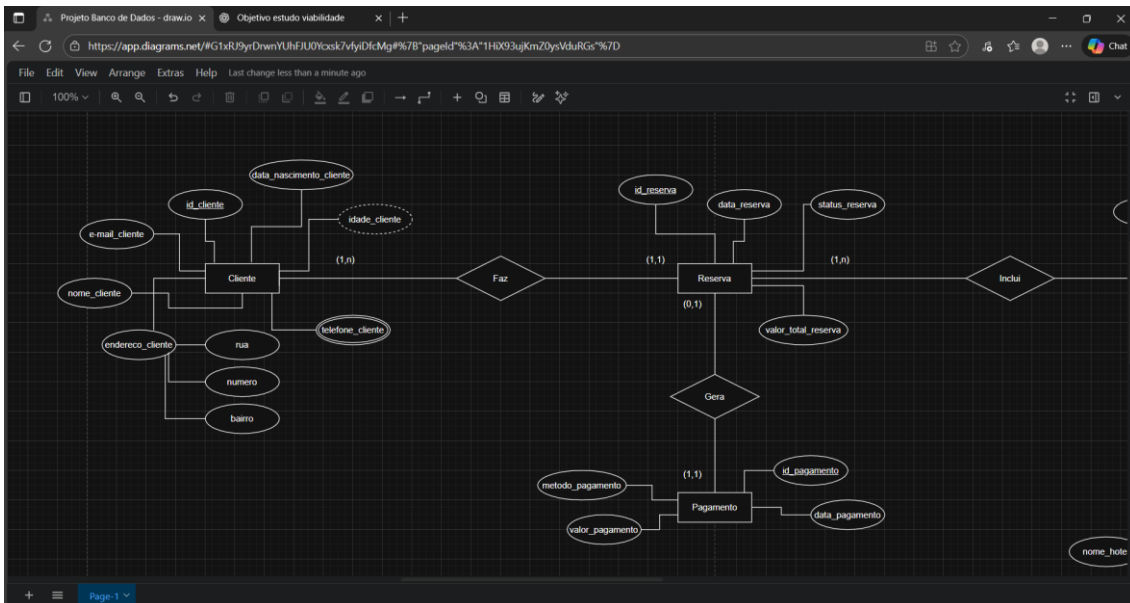 Projeto Banco de Dados - draw.io
Objetivo estudo viabilidade
https://app.diagrams.net/#G1xRJ9yrDrwnYUhFJU0Ycxsk7vfyiDfcMg#%7B"pageId"%3A"1HiX93ujKmZ0ysVduRGs"%7D
Chat
File Edit View Arrange Extras Help Last change less than a minute ago
100%
data_nascimento_cliente
id_cliente
idade_cliente
e-mail_cliente
Cliente
(1,n)
Faz
nome_cliente
telefone_cliente
endereco_cliente
rua
numero
bairro
id_reserva
data_reserva
status_reserva
(1,1)
Reserva
(1,n)
Inclui
(0,1)
valor_total_reserva
Gera
(1,1)
id_pagamento
metodo_pagamento
Pagamento
data_pagamento
valor_pagamento
nome_hote
Page-1